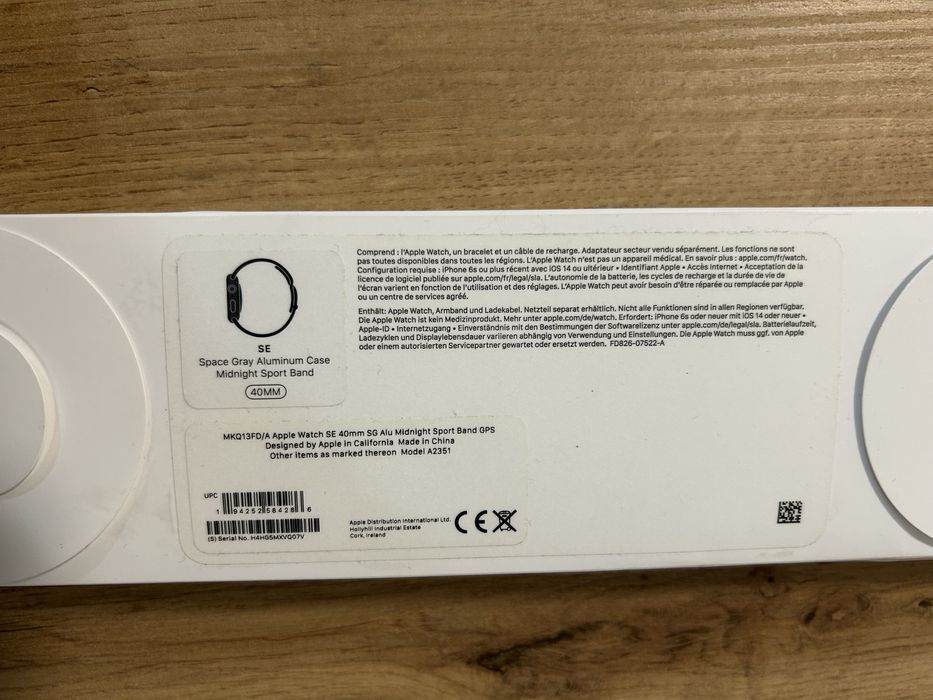 Comprend : l'Apple Watch, un bracelet et un câble de recharge. Adaptateur secteur vendu séparément. Les fonctions ne sont
pas toutes disponibles dans toutes les régions. L'Apple Watch n'est pas un appareil médical. En savoir plus : apple.com/fr/watch.
Configuration requise : iPhone 6s ou plus récent avec iOS 14 ou ultérieur • Identifiant Apple • Accès Internet • Acceptation de la
licence de logiciel publiée sur apple.com/fr/legal/sla. L'autonomie de la batterie, les cycles de recharge et la durée de vie de
l'écran varient en fonction de l'utilisation et des réglages. L'Apple Watch peut avoir besoin d'être réparée ou remplacée par Apple
ou un centre de services agréé.
Enthält: Apple Watch, Armband und Ladekabel. Netzteil separat erhältlich. Nicht alle Funktionen sind in allen Regionen verfügbar.
Die Apple Watch ist kein Medizinprodukt. Mehr unter apple.com/de/watch. Erfordert: iPhone 6s oder neuer mit iOS 14 oder neuer •
Apple-ID • Internetzugang • Einverständnis mit den Bestimmungen der Softwarelizenz unter apple.com/de/legal/sla. Batterielaufzeit,
Ladezyklen und Displaylebensdauer variieren abhängig von Verwendung und Einstellungen. Die Apple Watch muss ggf. von Apple
oder einem autorisierten Servicepartner gewartet oder ersetzt werden. FD826-07522-A
SE
Space Gray Aluminum Case
Midnight Sport Band
40MM
MKQ13FD/A Apple Watch SE 40mm SG Alu Midnight Sport Band GPS
Designed by Apple in California Made in China
Other items as marked thereon Model A2351
UPC
1 94252 58428 6
(S) Serial No. H4HG5MXVQ07V
Apple Distribution International Ltd.
Hollyhill Industrial Estate
Cork, Ireland
CE